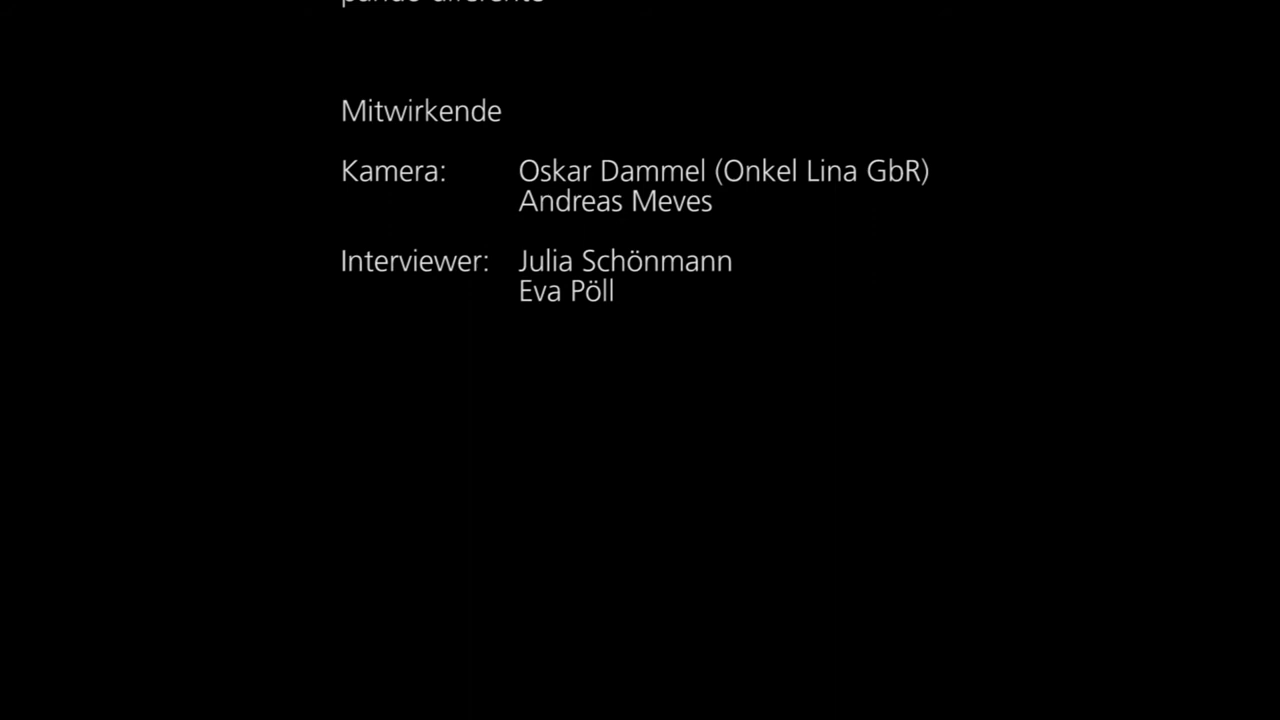 Mitwirkende
Kamera: Oskar Dammel (Onkel Lina GbR)
Andreas Meves
Interviewer: Julia Schönmann
Eva Pöll